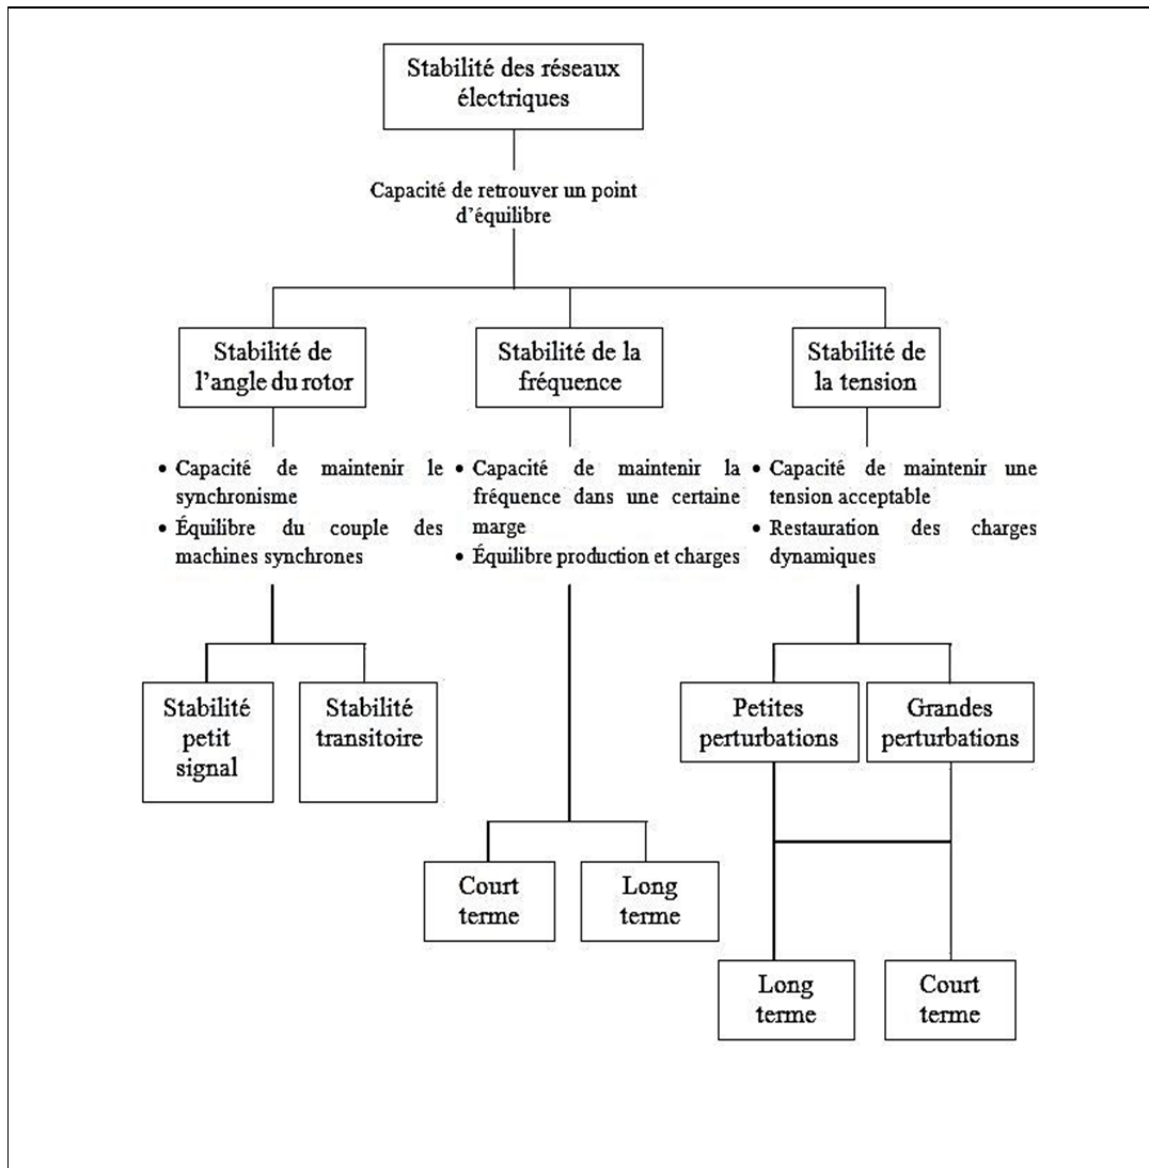 Stabilité des réseaux
électriques
Capacité de retrouver un point
d'équilibre
Stabilité de
l'angle du rotor
Stabilité de la
fréquence
Stabilité de
la tension
• Capacité de maintenir le
synchronisme
• Équilibre du couple des
machines synchrones
• Capacité de maintenir la
fréquence dans une certaine
marge
• Équilibre production et charges
• Capacité de maintenir une
tension acceptable
• Restauration des charges
dynamiques
Stabilité
petit
signal
Stabilité
transitoire
Petites
perturbations
Grandes
perturbations
Court
terme
Long
terme
Long
terme
Court
terme